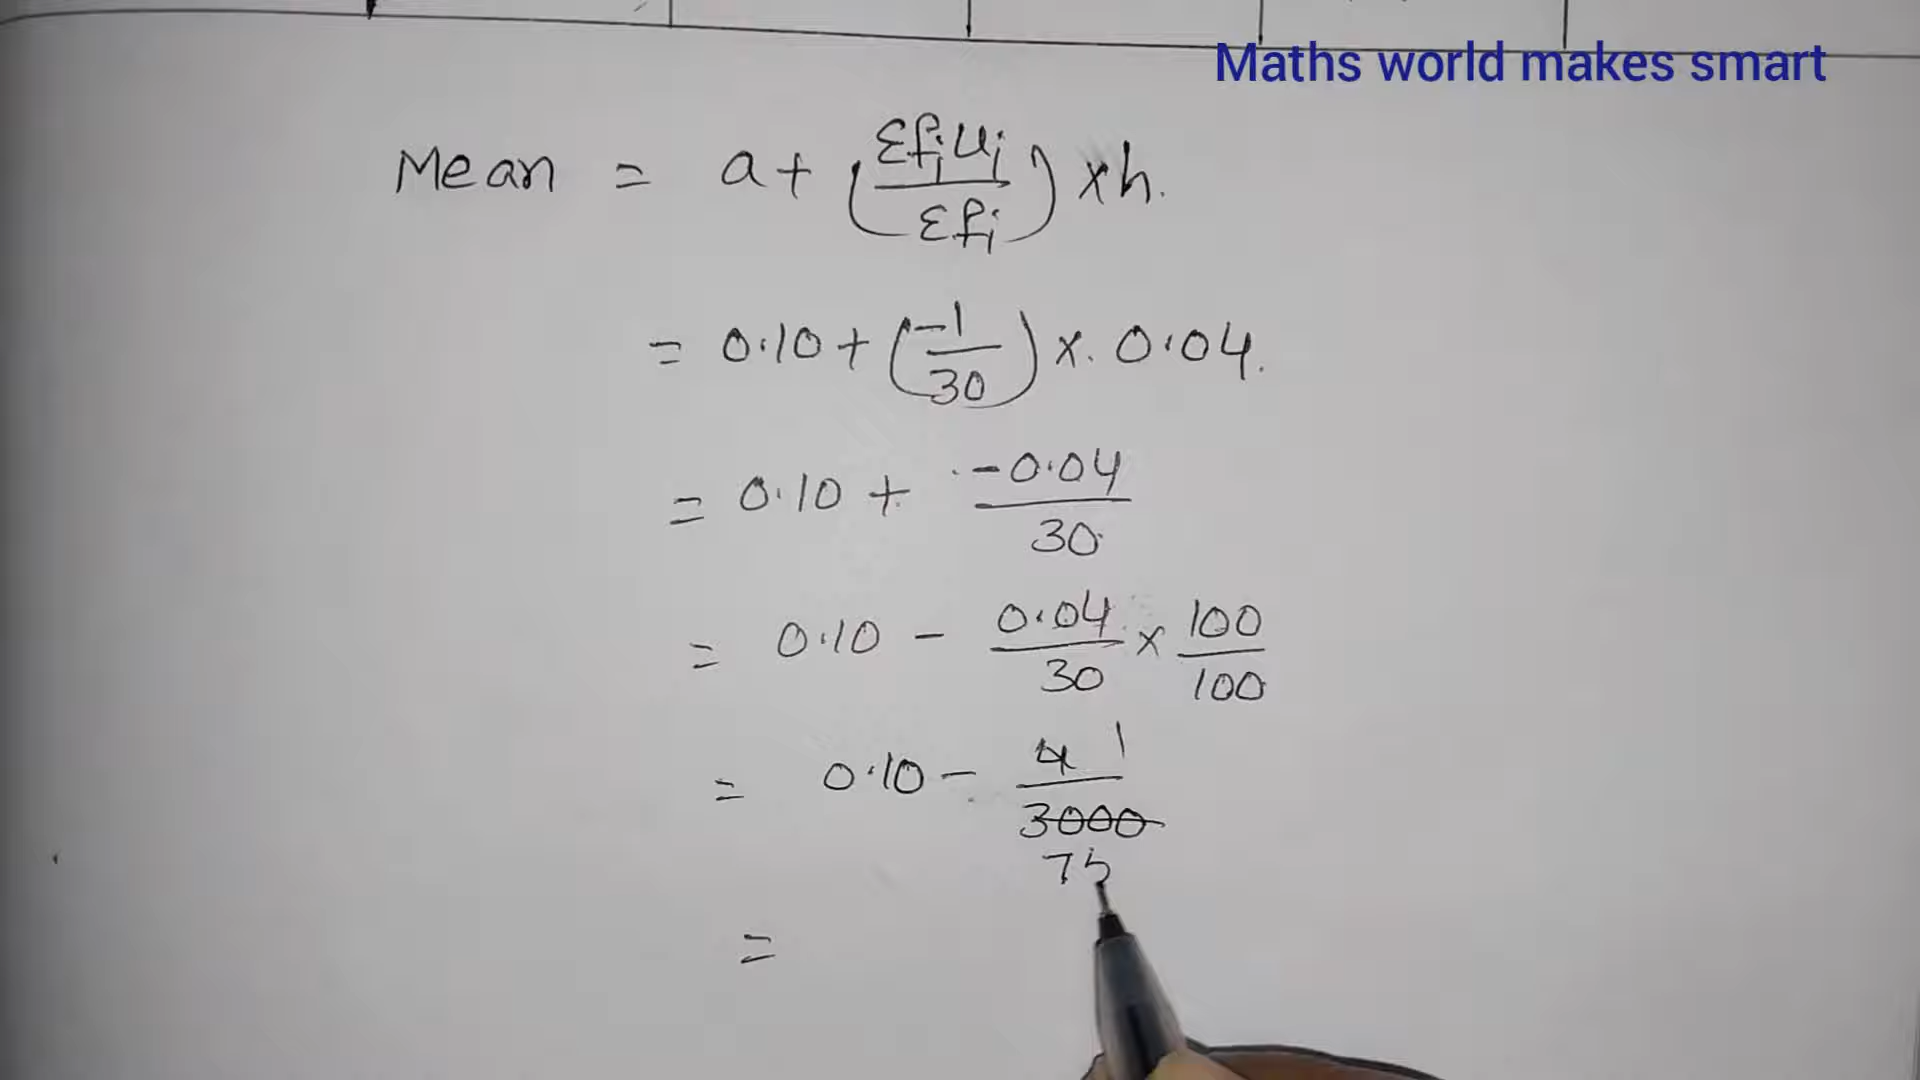 Maths world makes smart
Mean = a + (Σfᵢuᵢ/Σfᵢ) × h.
= 0.10 + (-1/30) × 0.04.
= 0.10 + -0.04/30
= 0.10 - 0.04/30 × 100/100
= 0.10 - 4/3000
1
75
=